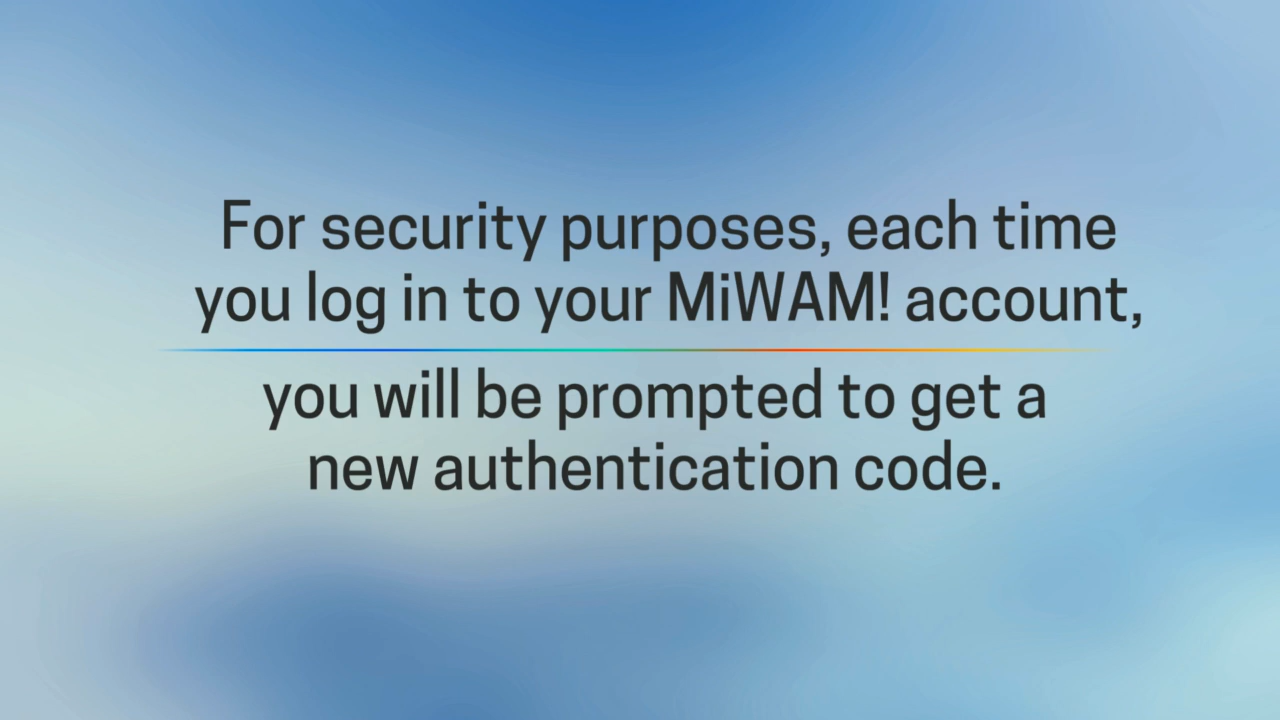 For security purposes, each time
you log in to your MiWAM! account,
you will be prompted to get a
new authentication code.